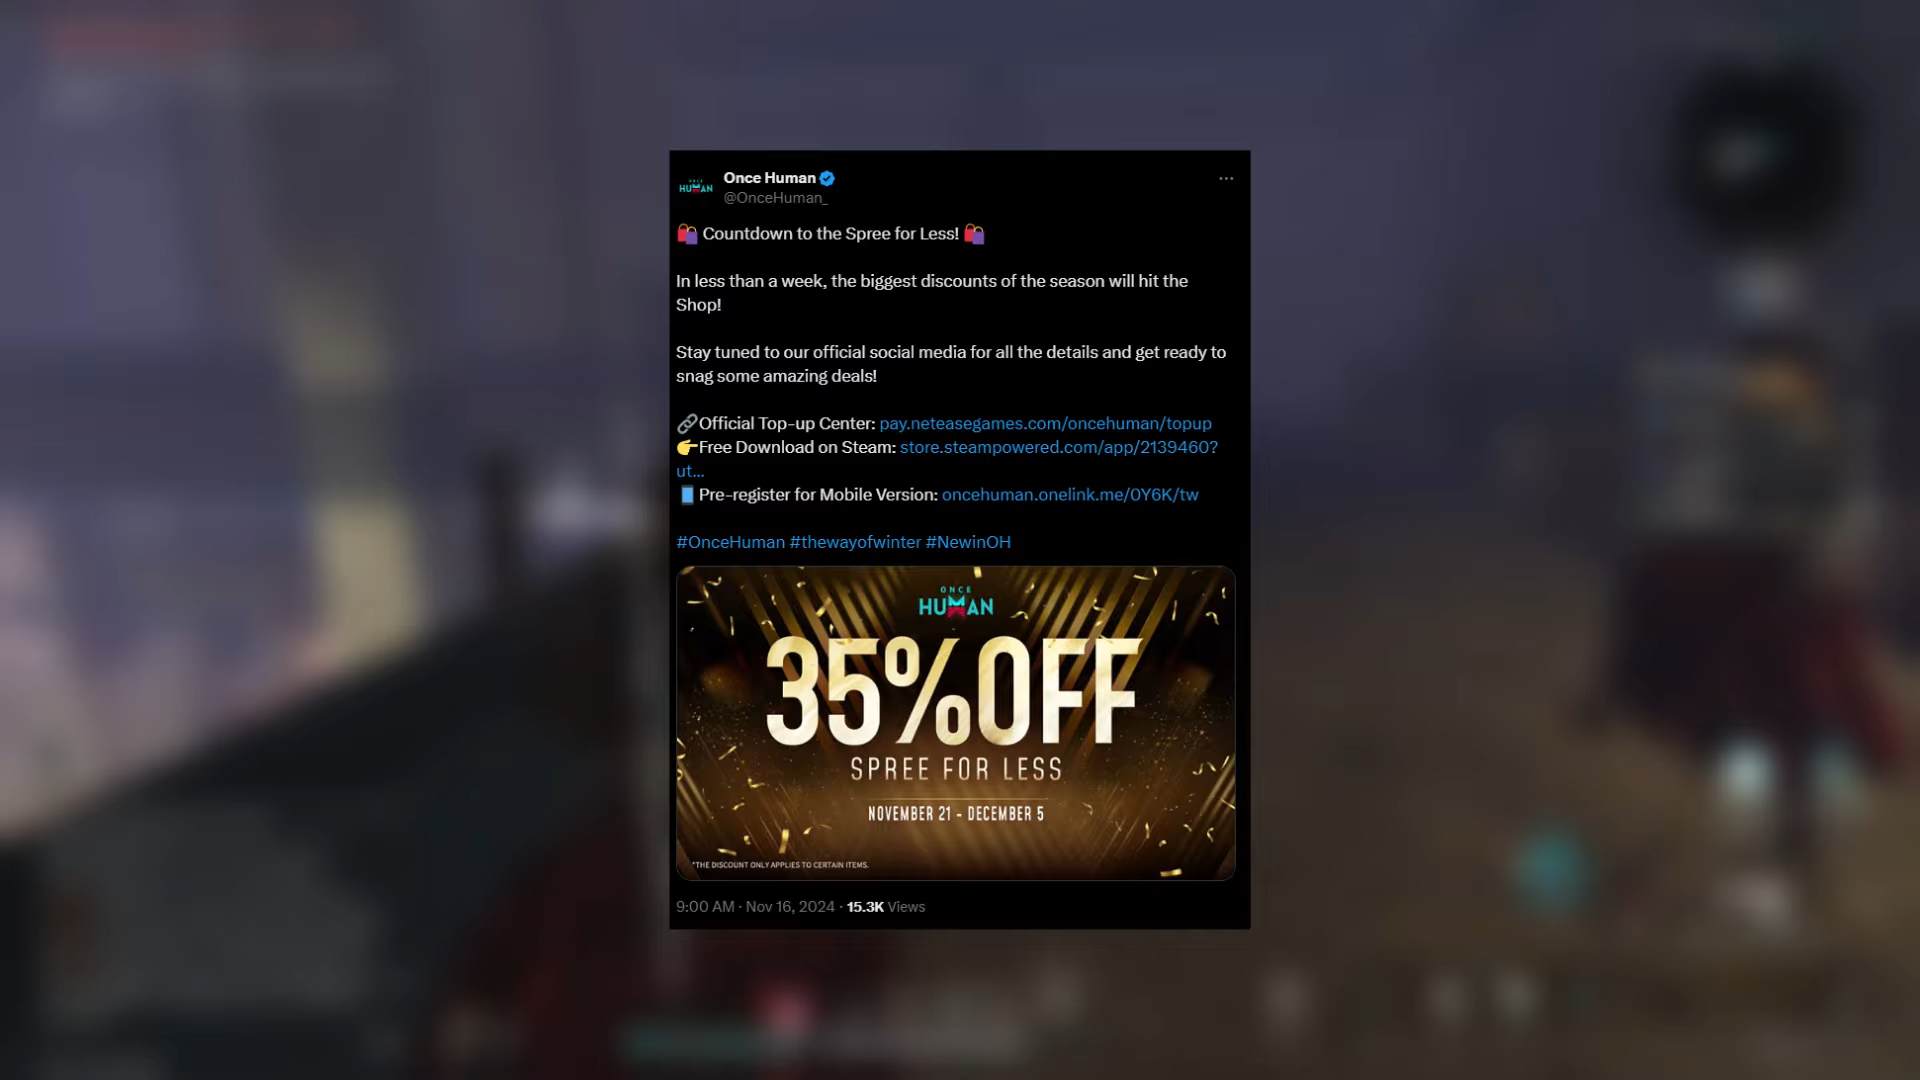 Once Human
@OnceHuman_
🛍️ Countdown to the Spree for Less! 🛍️
In less than a week, the biggest discounts of the season will hit the
Shop!
Stay tuned to our official social media for all the details and get ready to
snag some amazing deals!
🔗Official Top-up Center: pay.neteasegames.com/oncehuman/topup
👉Free Download on Steam: store.steampowered.com/app/2139460?
ut...
📱Pre-register for Mobile Version: oncehuman.onelink.me/0Y6K/tw
#OnceHuman #thewayofwinter #NewinOH
ONCE
HUMAN
35%OFF
SPREE FOR LESS
NOVEMBER 21 - DECEMBER 5
*THE DISCOUNT ONLY APPLIES TO CERTAIN ITEMS.
9:00 AM · Nov 16, 2024 · 15.3K Views